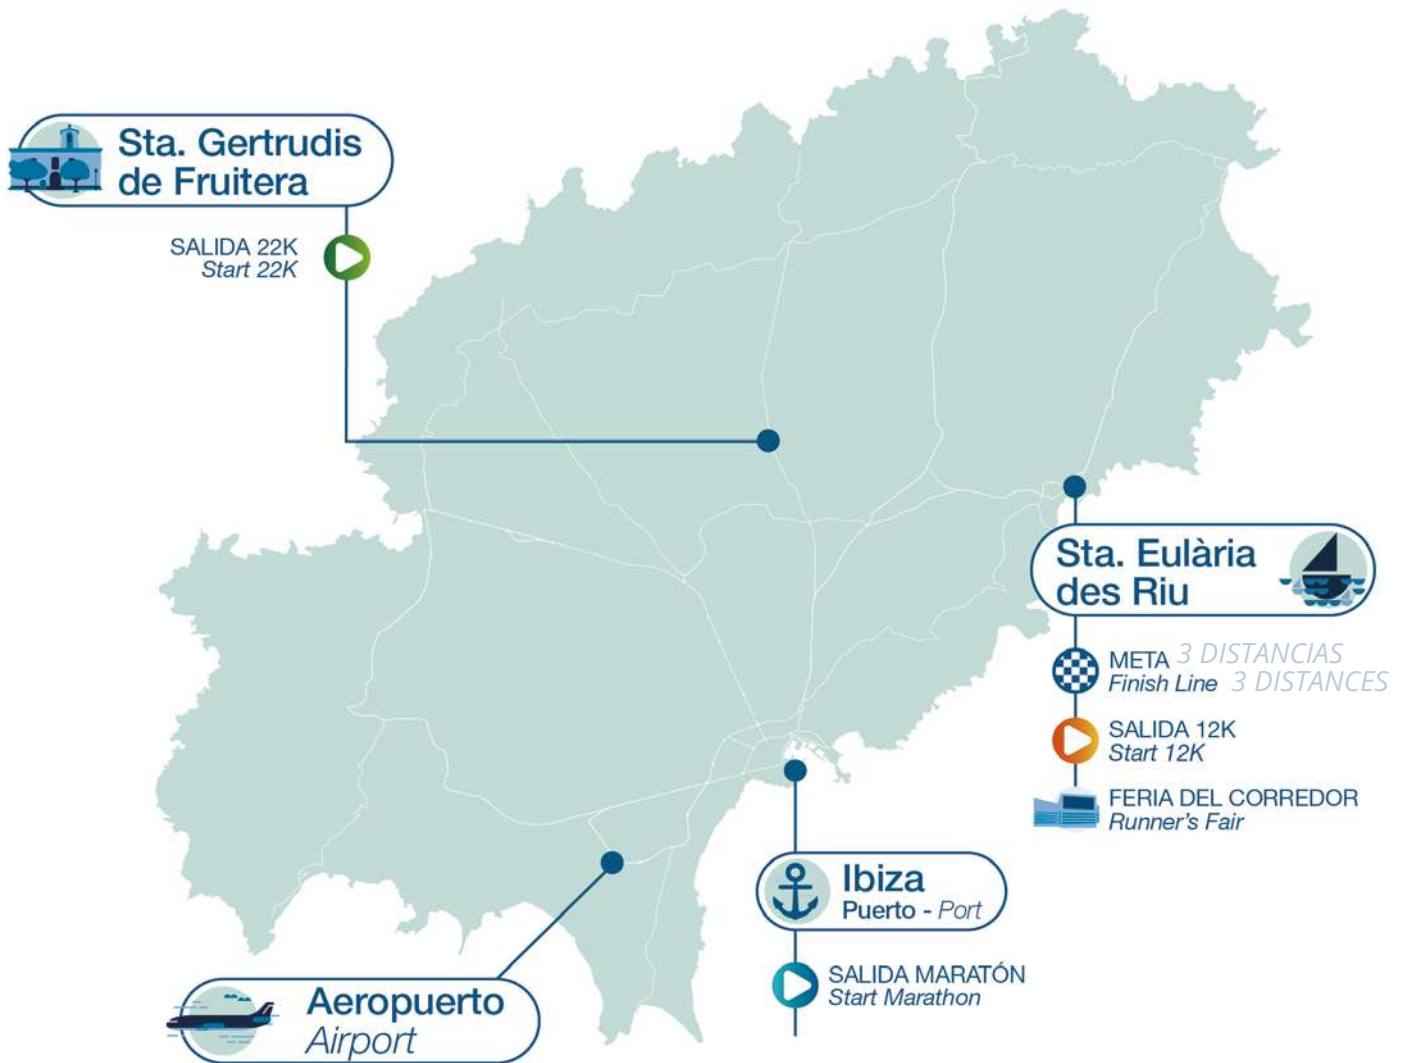 Sta. Gertrudis
de Fruitera
SALIDA 22K
Start 22K
Sta. Eulària
des Riu
META 3 DISTANCIAS
Finish Line 3 DISTANCES
SALIDA 12K
Start 12K
FERIA DEL CORREDOR
Runner's Fair
Ibiza
Puerto - Port
SALIDA MARATÓN
Start Marathon
Aeropuerto
Airport